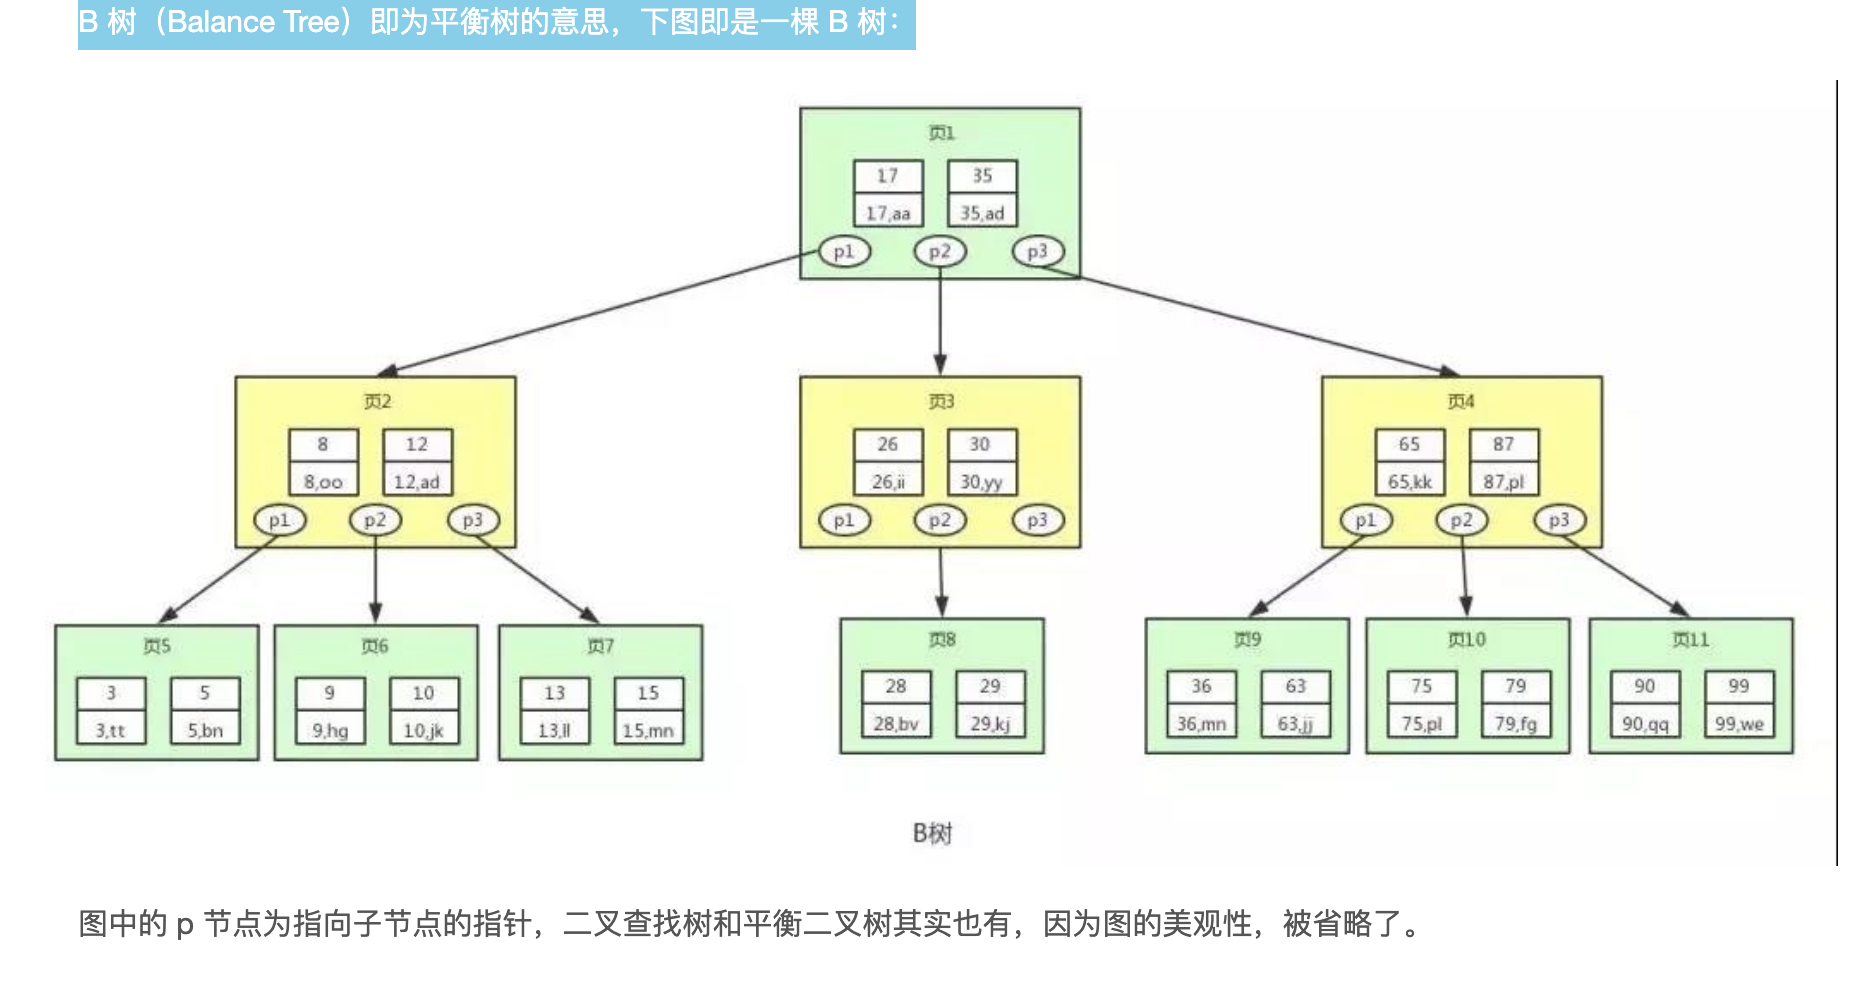 B 树（Balance Tree）即为平衡树的意思，下图即是一棵 B 树：
页1
17 35
17,aa 35,ad
p1 p2 p3
页2 页3 页4
8 12 26 30 65 87
8,oo 12,ad 26,ii 30,yy 65,kk 87,pl
p1 p2 p3 p1 p2 p3 p1 p2 p3
页5 页6 页7 页8 页9 页10 页11
3 5 9 10 13 15 28 29 36 63 75 79 90 99
3,tt 5,bn 9,hg 10,jk 13,ll 15,mn 28,bv 29,kj 36,mn 63,jj 75,pl 79,fg 90,qq 99,we
B树
图中的 p 节点为指向子节点的指针，二叉查找树和平衡二叉树其实也有，因为图的美观性，被省略了。